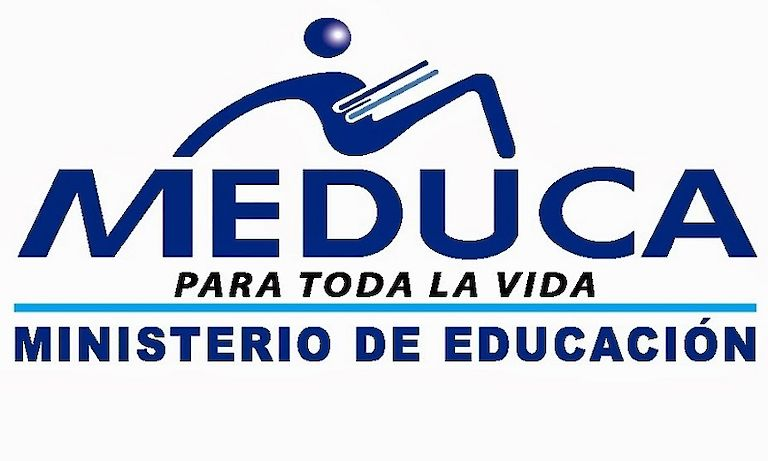 MEDUCA
PARA TODA LA VIDA
MINISTERIO DE EDUCACIÓN